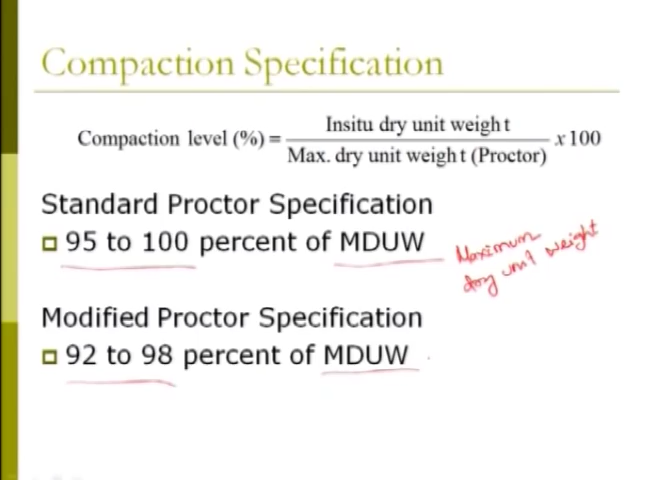 Compaction Specification
Compaction level (%) = Insitu dry unit weight / Max. dry unit weight (Proctor) x 100
Standard Proctor Specification
95 to 100 percent of MDUW
Maximum
dry unit weight
Modified Proctor Specification
92 to 98 percent of MDUW